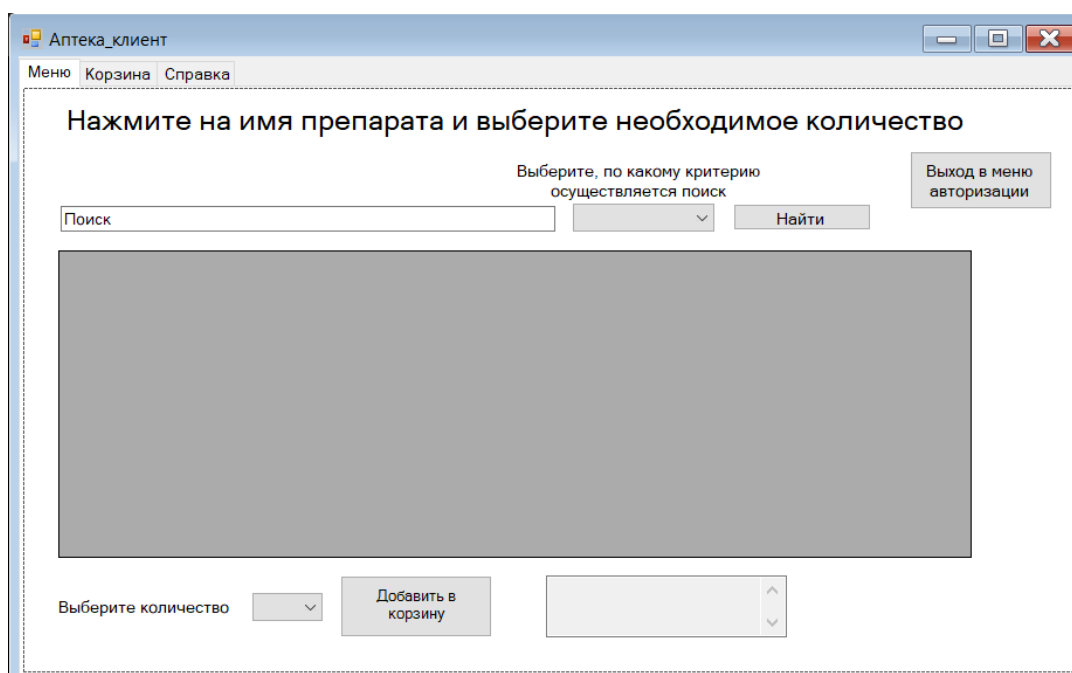 Аптека_клиент
Меню Корзина Справка
Нажмите на имя препарата и выберите необходимое количество
Выберите, по какому критерию
осуществляется поиск
Выход в меню
авторизации
Поиск
Найти
Выберите количество
Добавить в
корзину